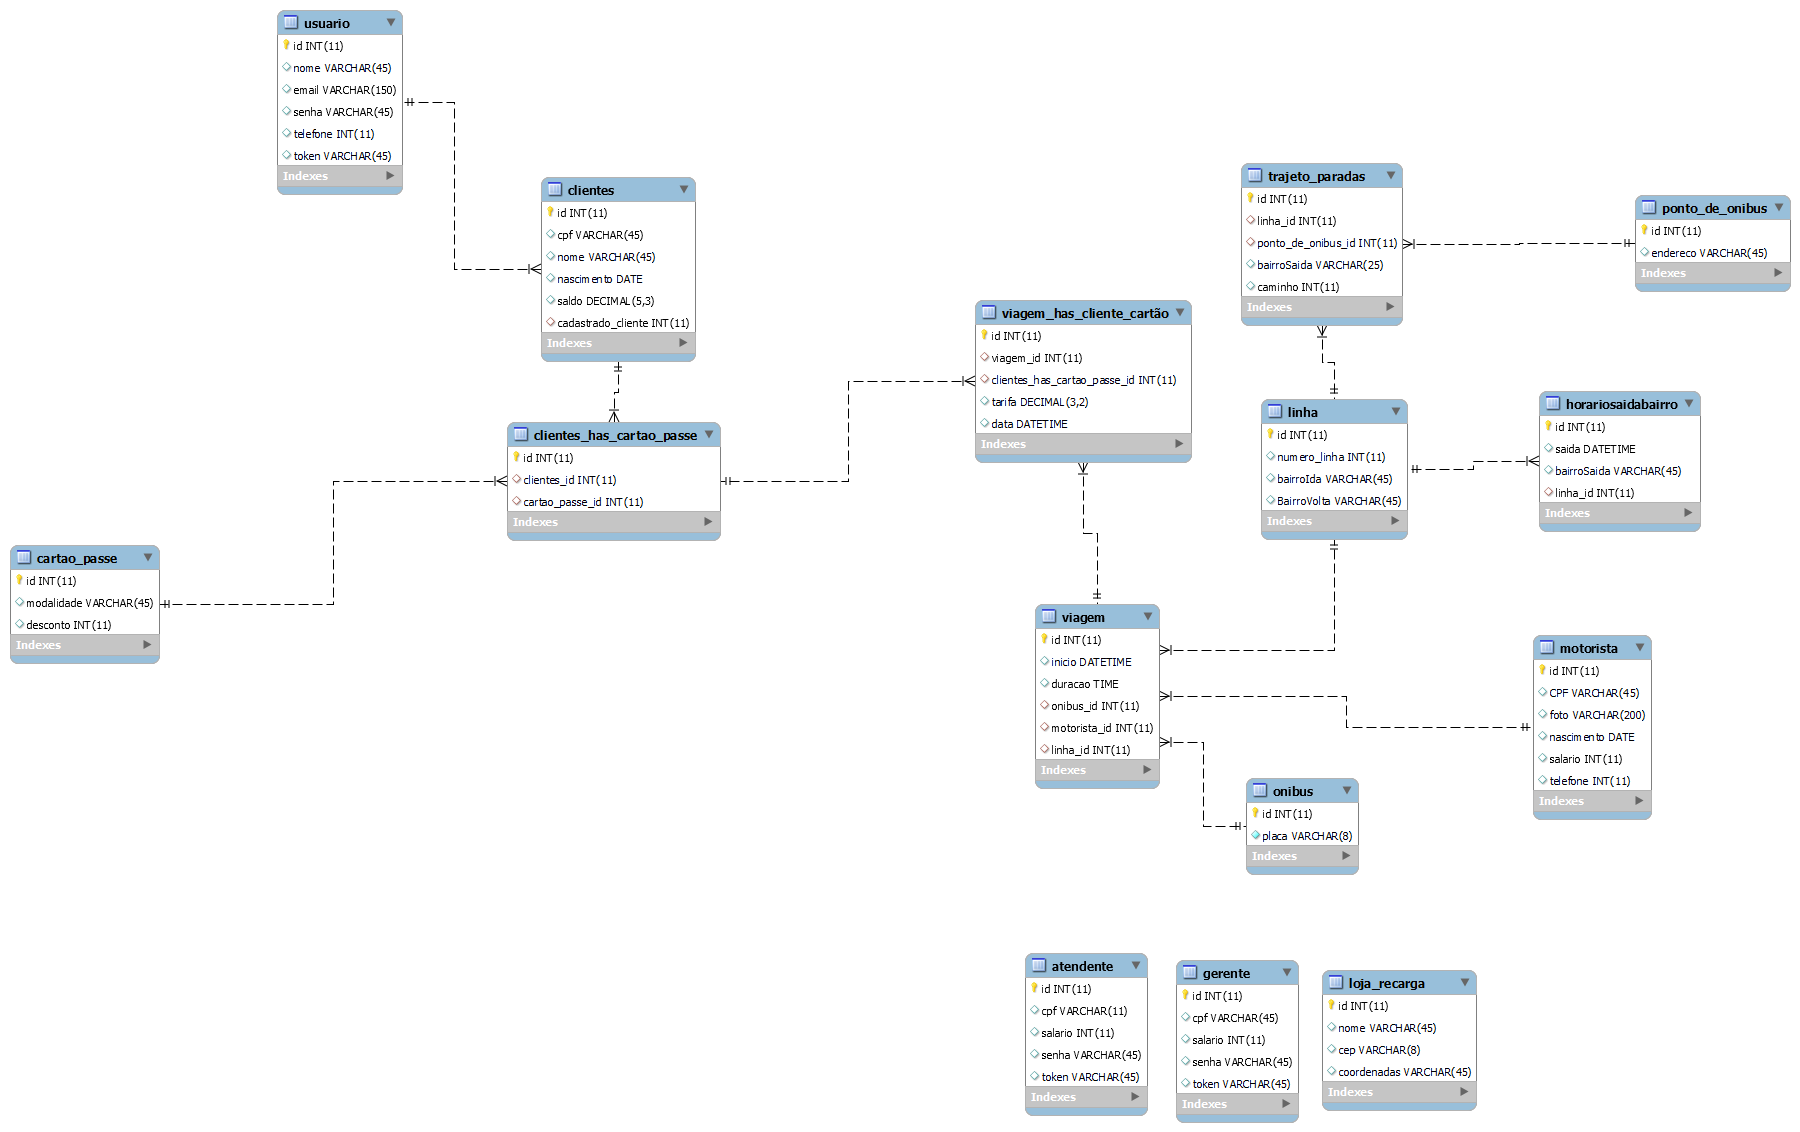 usuario
id INT(11)
nome VARCHAR(45)
email VARCHAR(150)
senha VARCHAR(45)
telefone INT(11)
token VARCHAR(45)
Indexes
clientes
id INT(11)
cpf VARCHAR(45)
nome VARCHAR(45)
nascimento DATE
saldo DECIMAL(5,3)
cadastrado_cliente INT(11)
Indexes
trajeto_paradas
id INT(11)
linha_id INT(11)
ponto_de_onibus_id INT(11)
bairroSaida VARCHAR(25)
caminho INT(11)
Indexes
ponto_de_onibus
id INT(11)
endereco VARCHAR(45)
Indexes
viagem_has_cliente_cartão
id INT(11)
viagem_id INT(11)
clientes_has_cartao_passe_id INT(11)
tarifa DECIMAL(3,2)
data DATETIME
Indexes
linha
id INT(11)
numero_linha INT(11)
bairroIda VARCHAR(45)
BairroVolta VARCHAR(45)
Indexes
horariosaidabairro
id INT(11)
saida DATETIME
bairroSaida VARCHAR(45)
linha_id INT(11)
Indexes
clientes_has_cartao_passe
id INT(11)
clientes_id INT(11)
cartao_passe_id INT(11)
Indexes
cartao_passe
id INT(11)
modalidade VARCHAR(45)
desconto INT(11)
Indexes
viagem
id INT(11)
inicio DATETIME
duracao TIME
onibus_id INT(11)
motorista_id INT(11)
linha_id INT(11)
Indexes
motorista
id INT(11)
CPF VARCHAR(45)
foto VARCHAR(200)
nascimento DATE
salario INT(11)
telefone INT(11)
Indexes
onibus
id INT(11)
placa VARCHAR(8)
Indexes
atendente
id INT(11)
cpf VARCHAR(11)
salario INT(11)
senha VARCHAR(45)
token VARCHAR(45)
Indexes
gerente
id INT(11)
cpf VARCHAR(45)
salario INT(11)
senha VARCHAR(45)
token VARCHAR(45)
Indexes
loja_recarga
id INT(11)
nome VARCHAR(45)
cep VARCHAR(8)
coordenadas VARCHAR(45)
Indexes